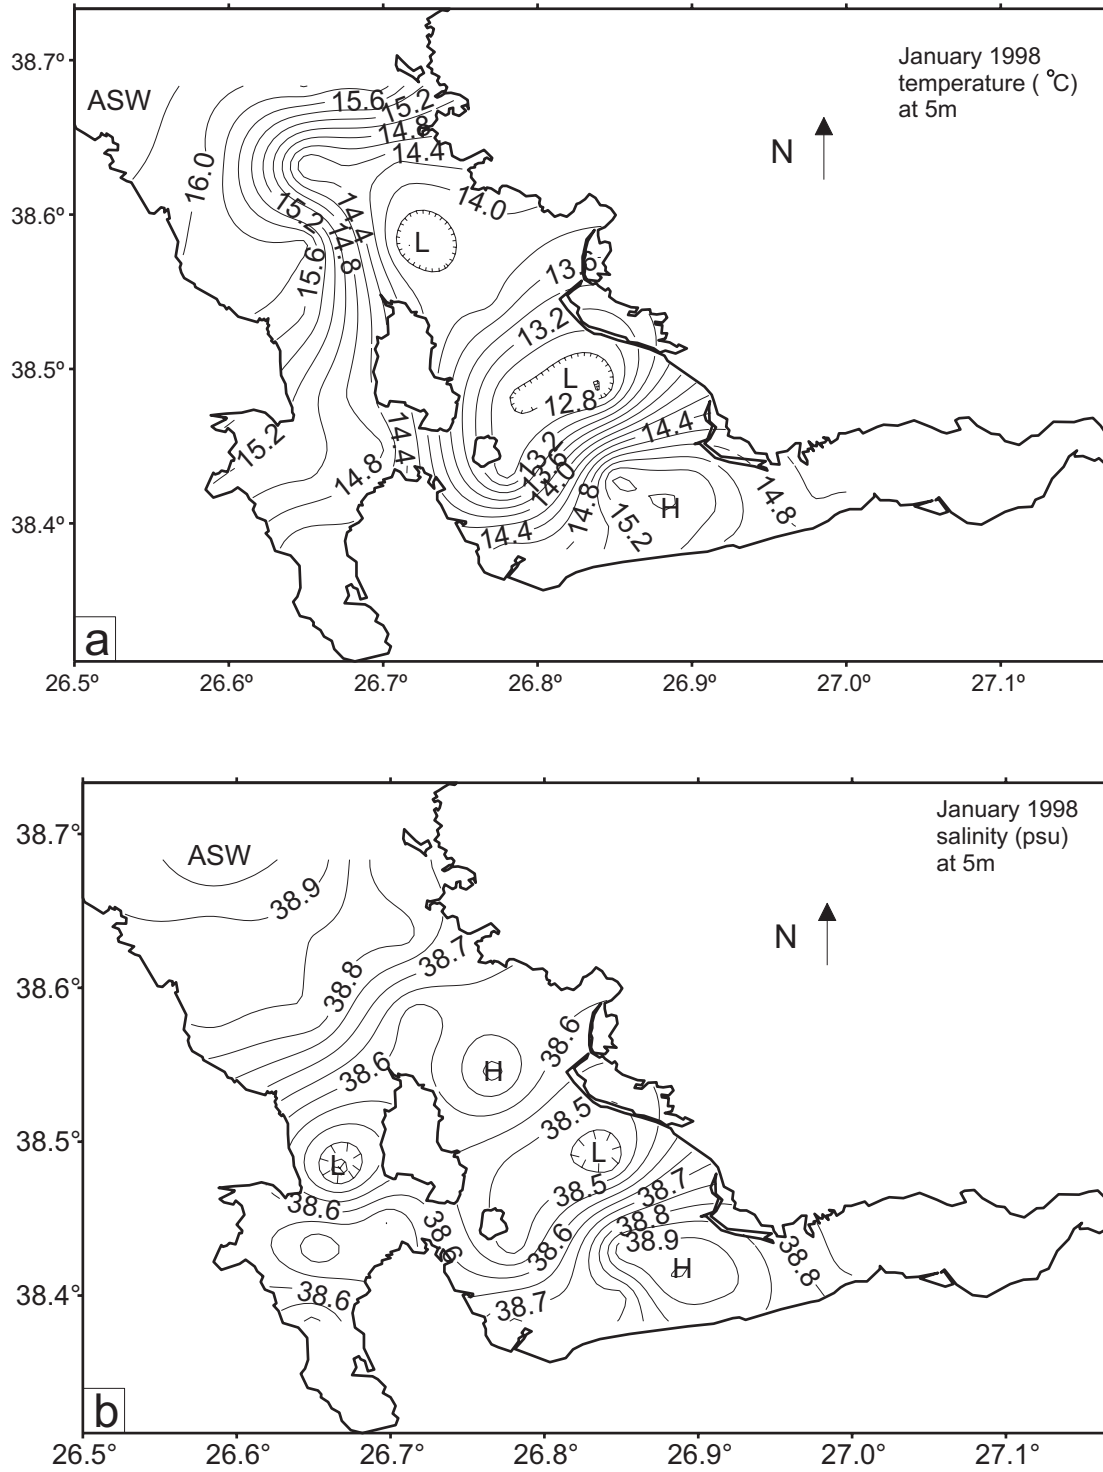 January 1998
temperature ( °C)
at 5m
N
38.7°
38.6°
38.5°
38.4°
ASW
15.6
15.2
14.8
14.4
16.0
14.0
15.2
14.4
14.8
15.6
L
13.6
13.2
L
12.8
15.2
14.4
14.8
13.2
13.6
14.0
14.4
14.4
14.8
15.2
H
14.8
a
26.5° 26.6° 26.7° 26.8° 26.9° 27.0° 27.1°
January 1998
salinity (psu)
at 5m
N
38.7°
38.6°
38.5°
38.4°
ASW
38.9
38.8
38.7
38.6
38.6
H
38.5
L
L
38.5
38.7
38.6
38.6
38.6
38.8
38.9
H
38.8
38.6
38.7
b
26.5° 26.6° 26.7° 26.8° 26.9° 27.0° 27.1°